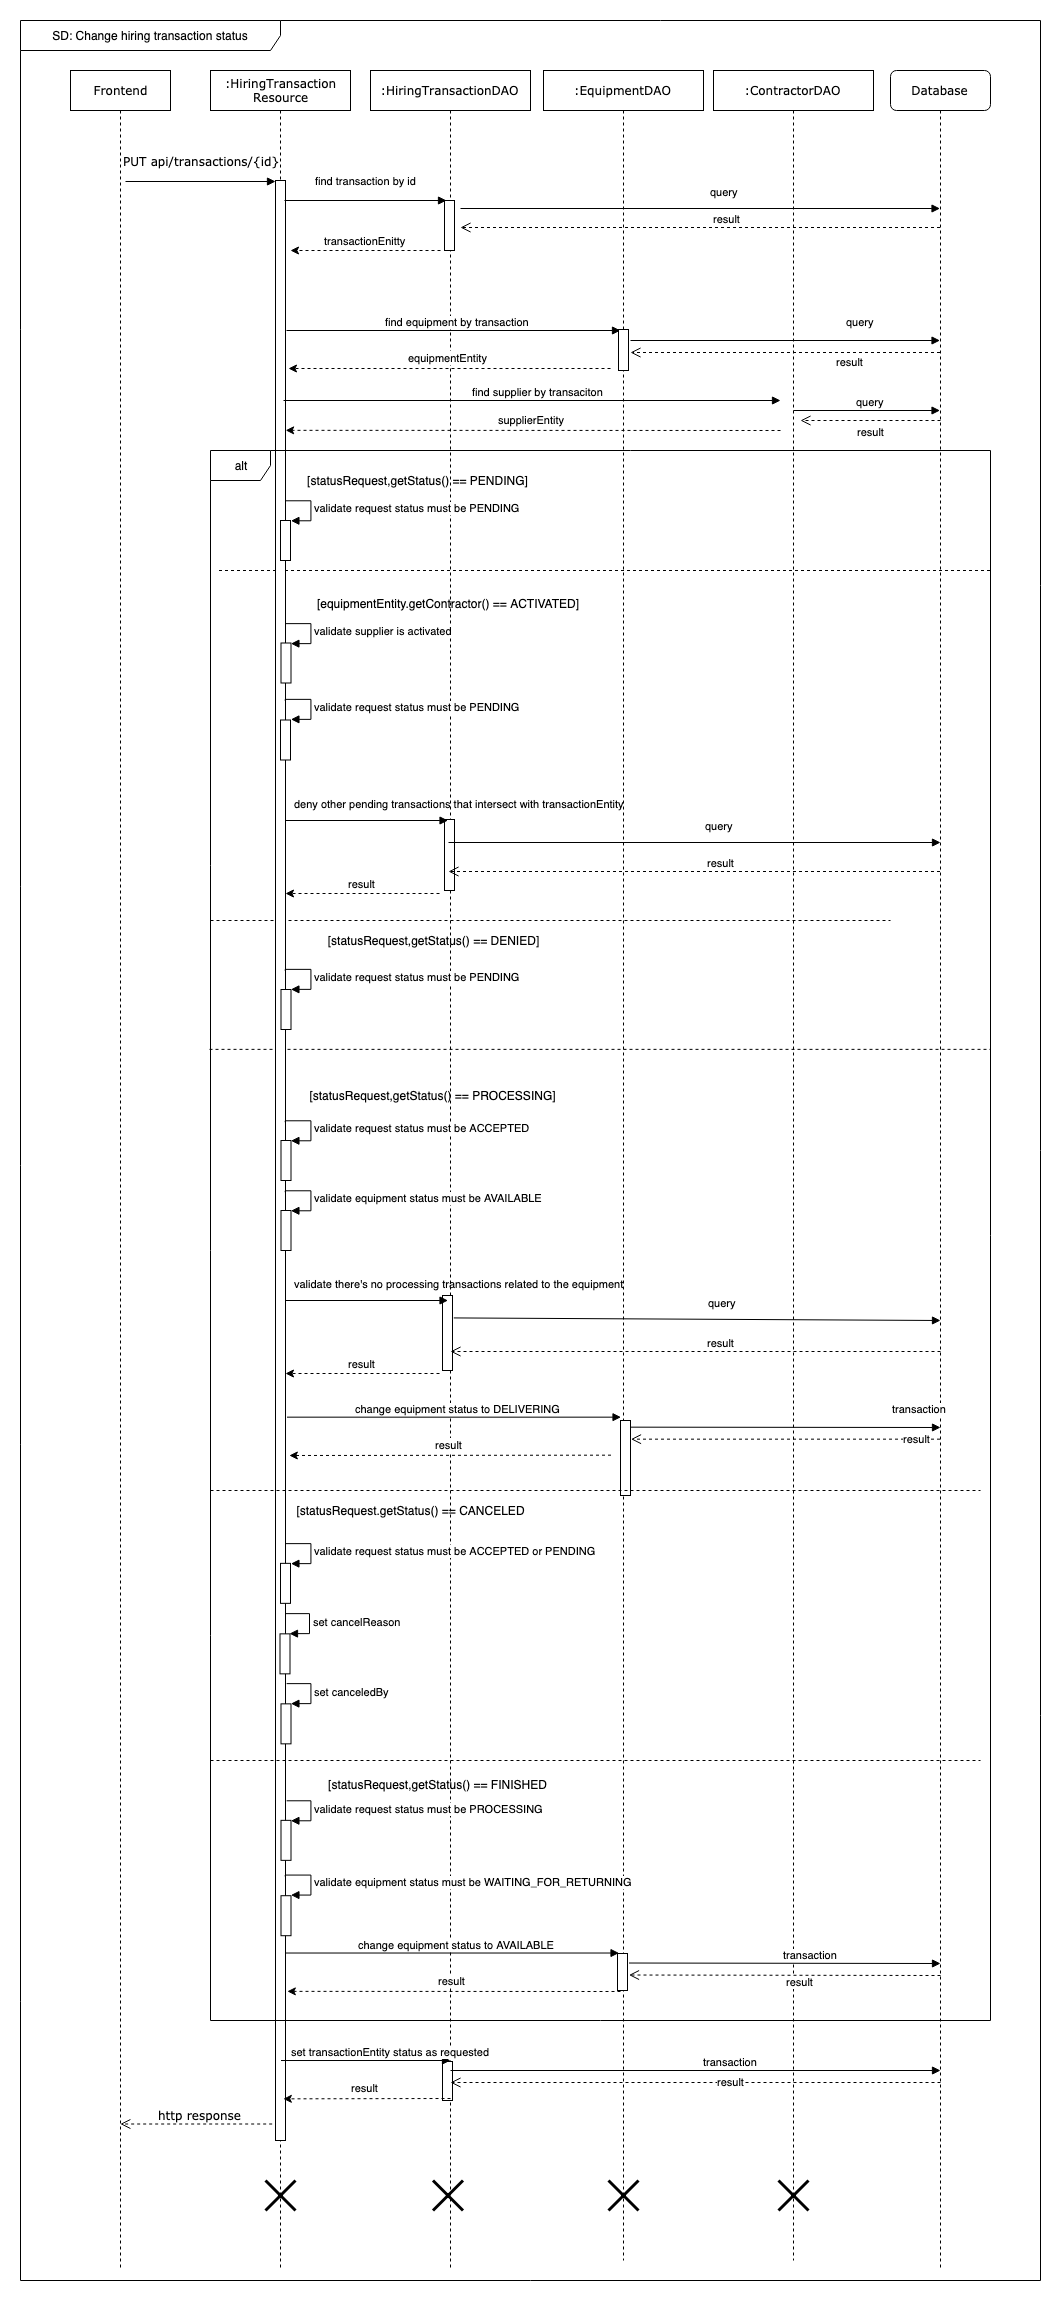 SD: Change hiring transaction status
Frontend
:HiringTransaction
Resource
:HiringTransactionDAO
:EquipmentDAO
:ContractorDAO
Database
PUT api/transactions/{id}
find transaction by id
query
result
transactionEnitty
find equipment by transaction
query
result
equipmentEntity
find supplier by transaciton
query
supplierEntity
result
alt
[statusRequest,getStatus() == PENDING]
validate request status must be PENDING
[equipmentEntity.getContractor() == ACTIVATED]
validate supplier is activated
validate request status must be PENDING
deny other pending transactions that intersect with transactionEntity
query
result
result
[statusRequest,getStatus() == DENIED]
validate request status must be PENDING
[statusRequest,getStatus() == PROCESSING]
validate request status must be ACCEPTED
validate equipment status must be AVAILABLE
validate there's no processing transactions related to the equipment
query
result
result
change equipment status to DELIVERING
transaction
result
result
[statusRequest.getStatus() == CANCELED
validate request status must be ACCEPTED or PENDING
set cancelReason
set canceledBy
[statusRequest,getStatus() == FINISHED
validate request status must be PROCESSING
validate equipment status must be WAITING_FOR_RETURNING
change equipment status to AVAILABLE
transaction
result
result
set transactionEntity status as requested
transaction
result
result
http response